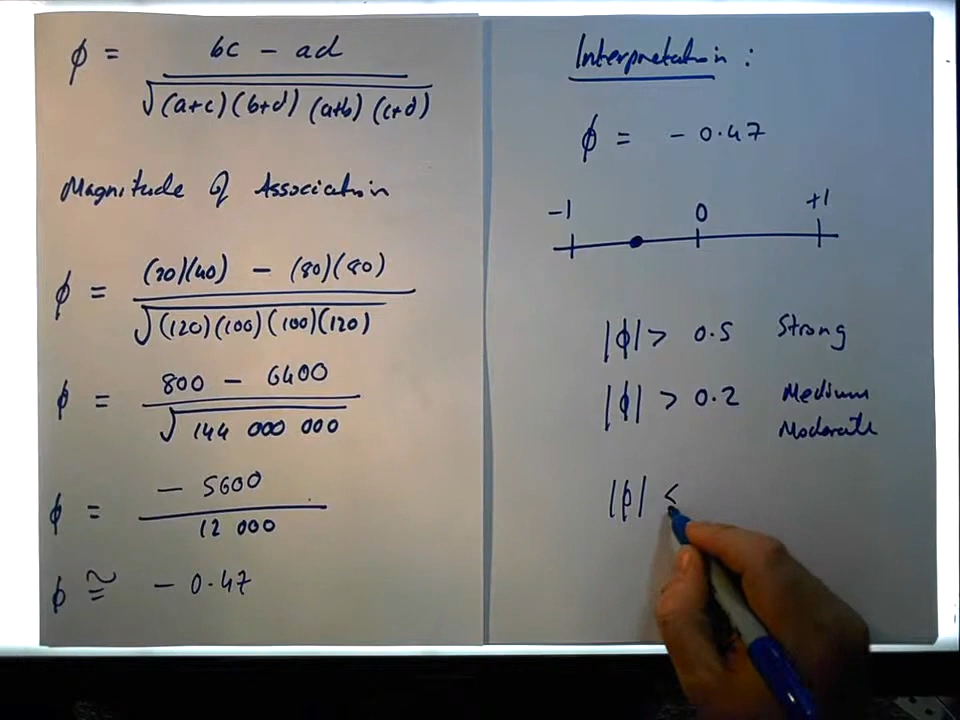 ϕ = bc - ad / √(a+c)(b+d)(a+b)(c+d)
Magnitude of Association
ϕ = (20)(40) - (80)(80) / √(120)(100)(100)(120)
ϕ = 800 - 6400 / √144 000 000
ϕ = - 5600 / 12 000
ϕ ≅ - 0.47
Interpretation :
ϕ = - 0.47
-1 0 +1
|ϕ| > 0.5 Strong
|ϕ| > 0.2 Medium
Moderate
|ϕ| <